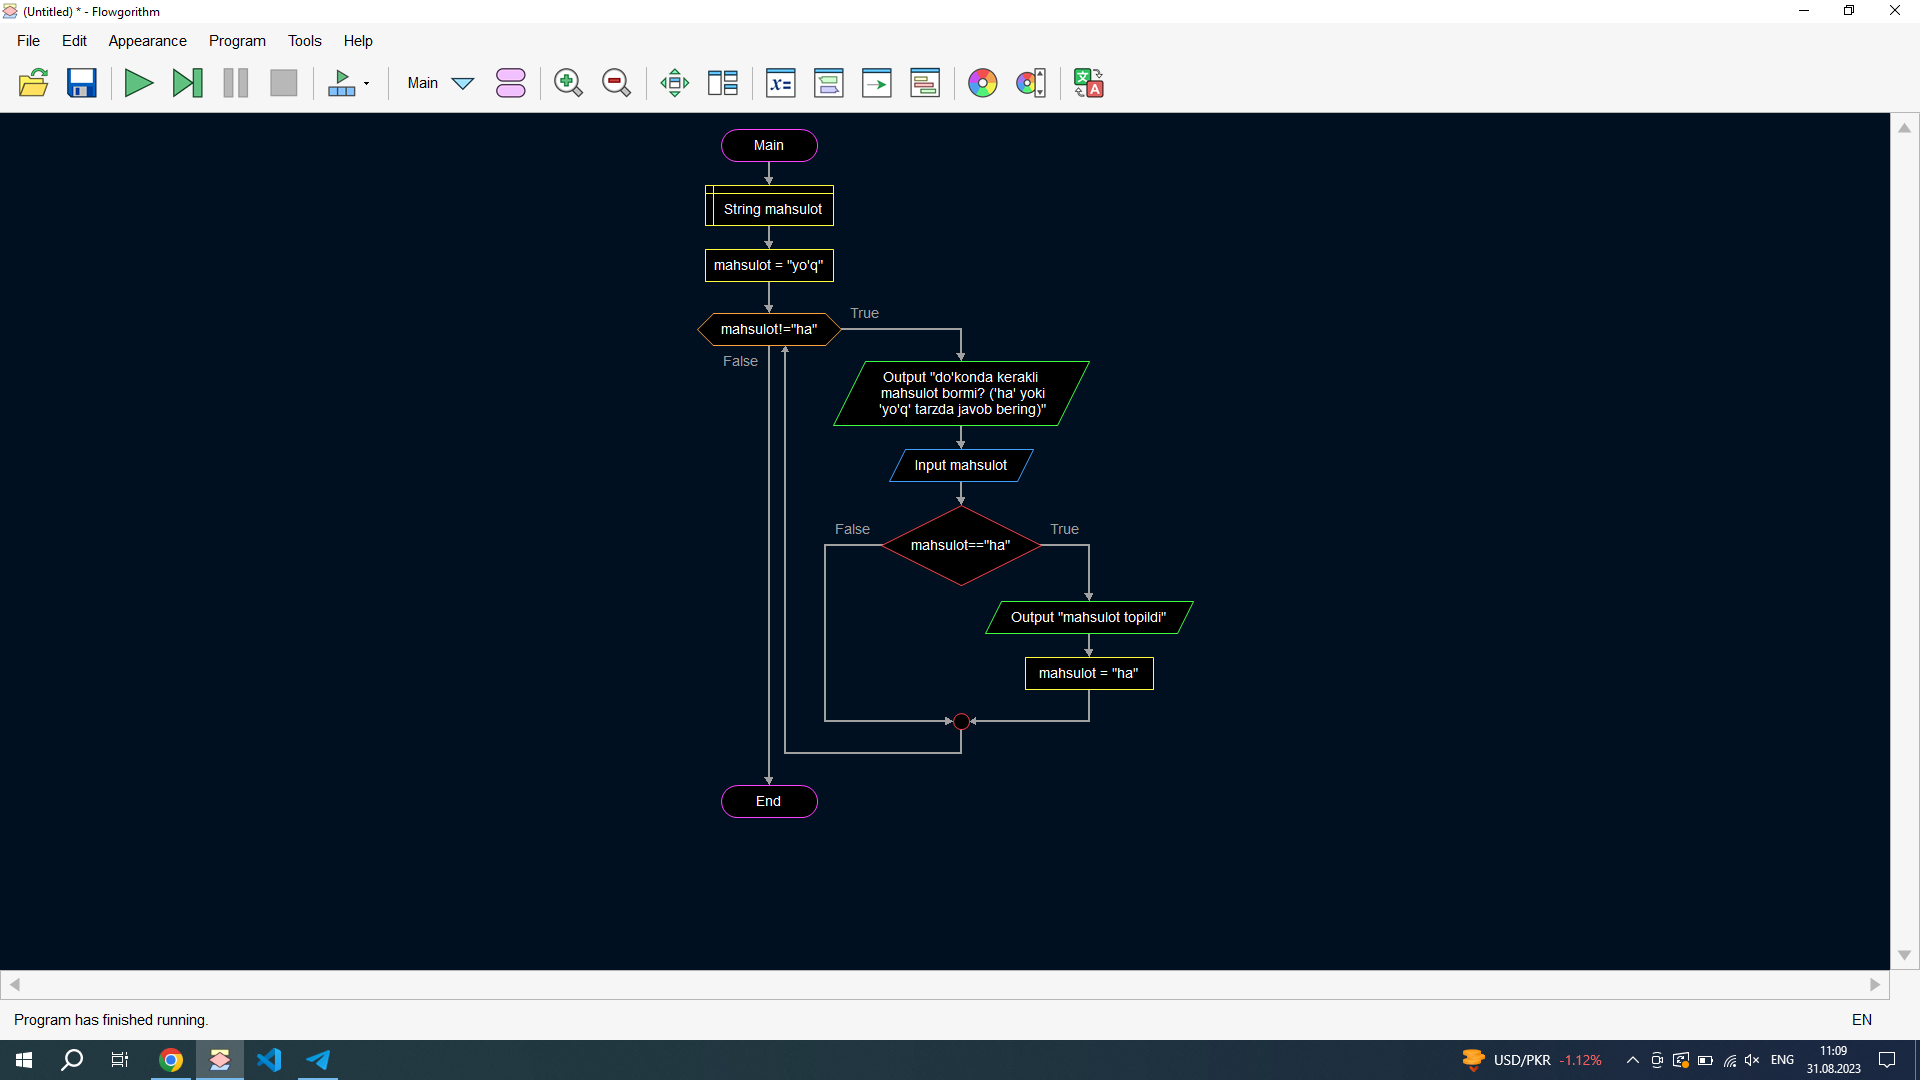 (Untitled) * - Flowgorithm
File Edit Appearance Program Tools Help
Main
x=
文
A
Main
String mahsulot
mahsulot = "yo'q"
mahsulot!="ha"
True
False
Output "do'konda kerakli
mahsulot bormi? ('ha' yoki
'yo'q' tarzda javob bering)"
Input mahsulot
False
True
mahsulot=="ha"
Output "mahsulot topildi"
mahsulot = "ha"
End
Program has finished running.
EN
USD/PKR -1.12%
ENG
11:09
31.08.2023